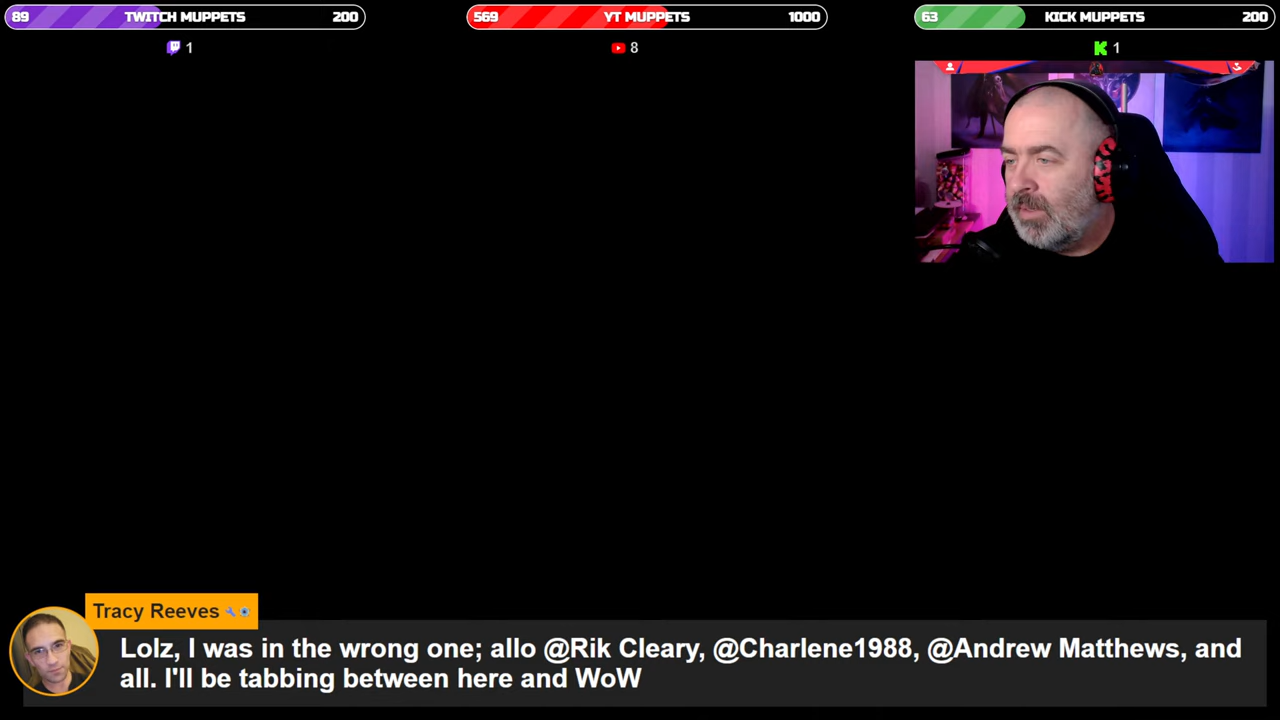 89 TWITCH MUPPETS 200
569 YT MUPPETS 1000
63 KICK MUPPETS 200
1
8
1
Tracy Reeves
Lolz, I was in the wrong one; allo @Rik Cleary, @Charlene1988, @Andrew Matthews, and
all. I'll be tabbing between here and WoW